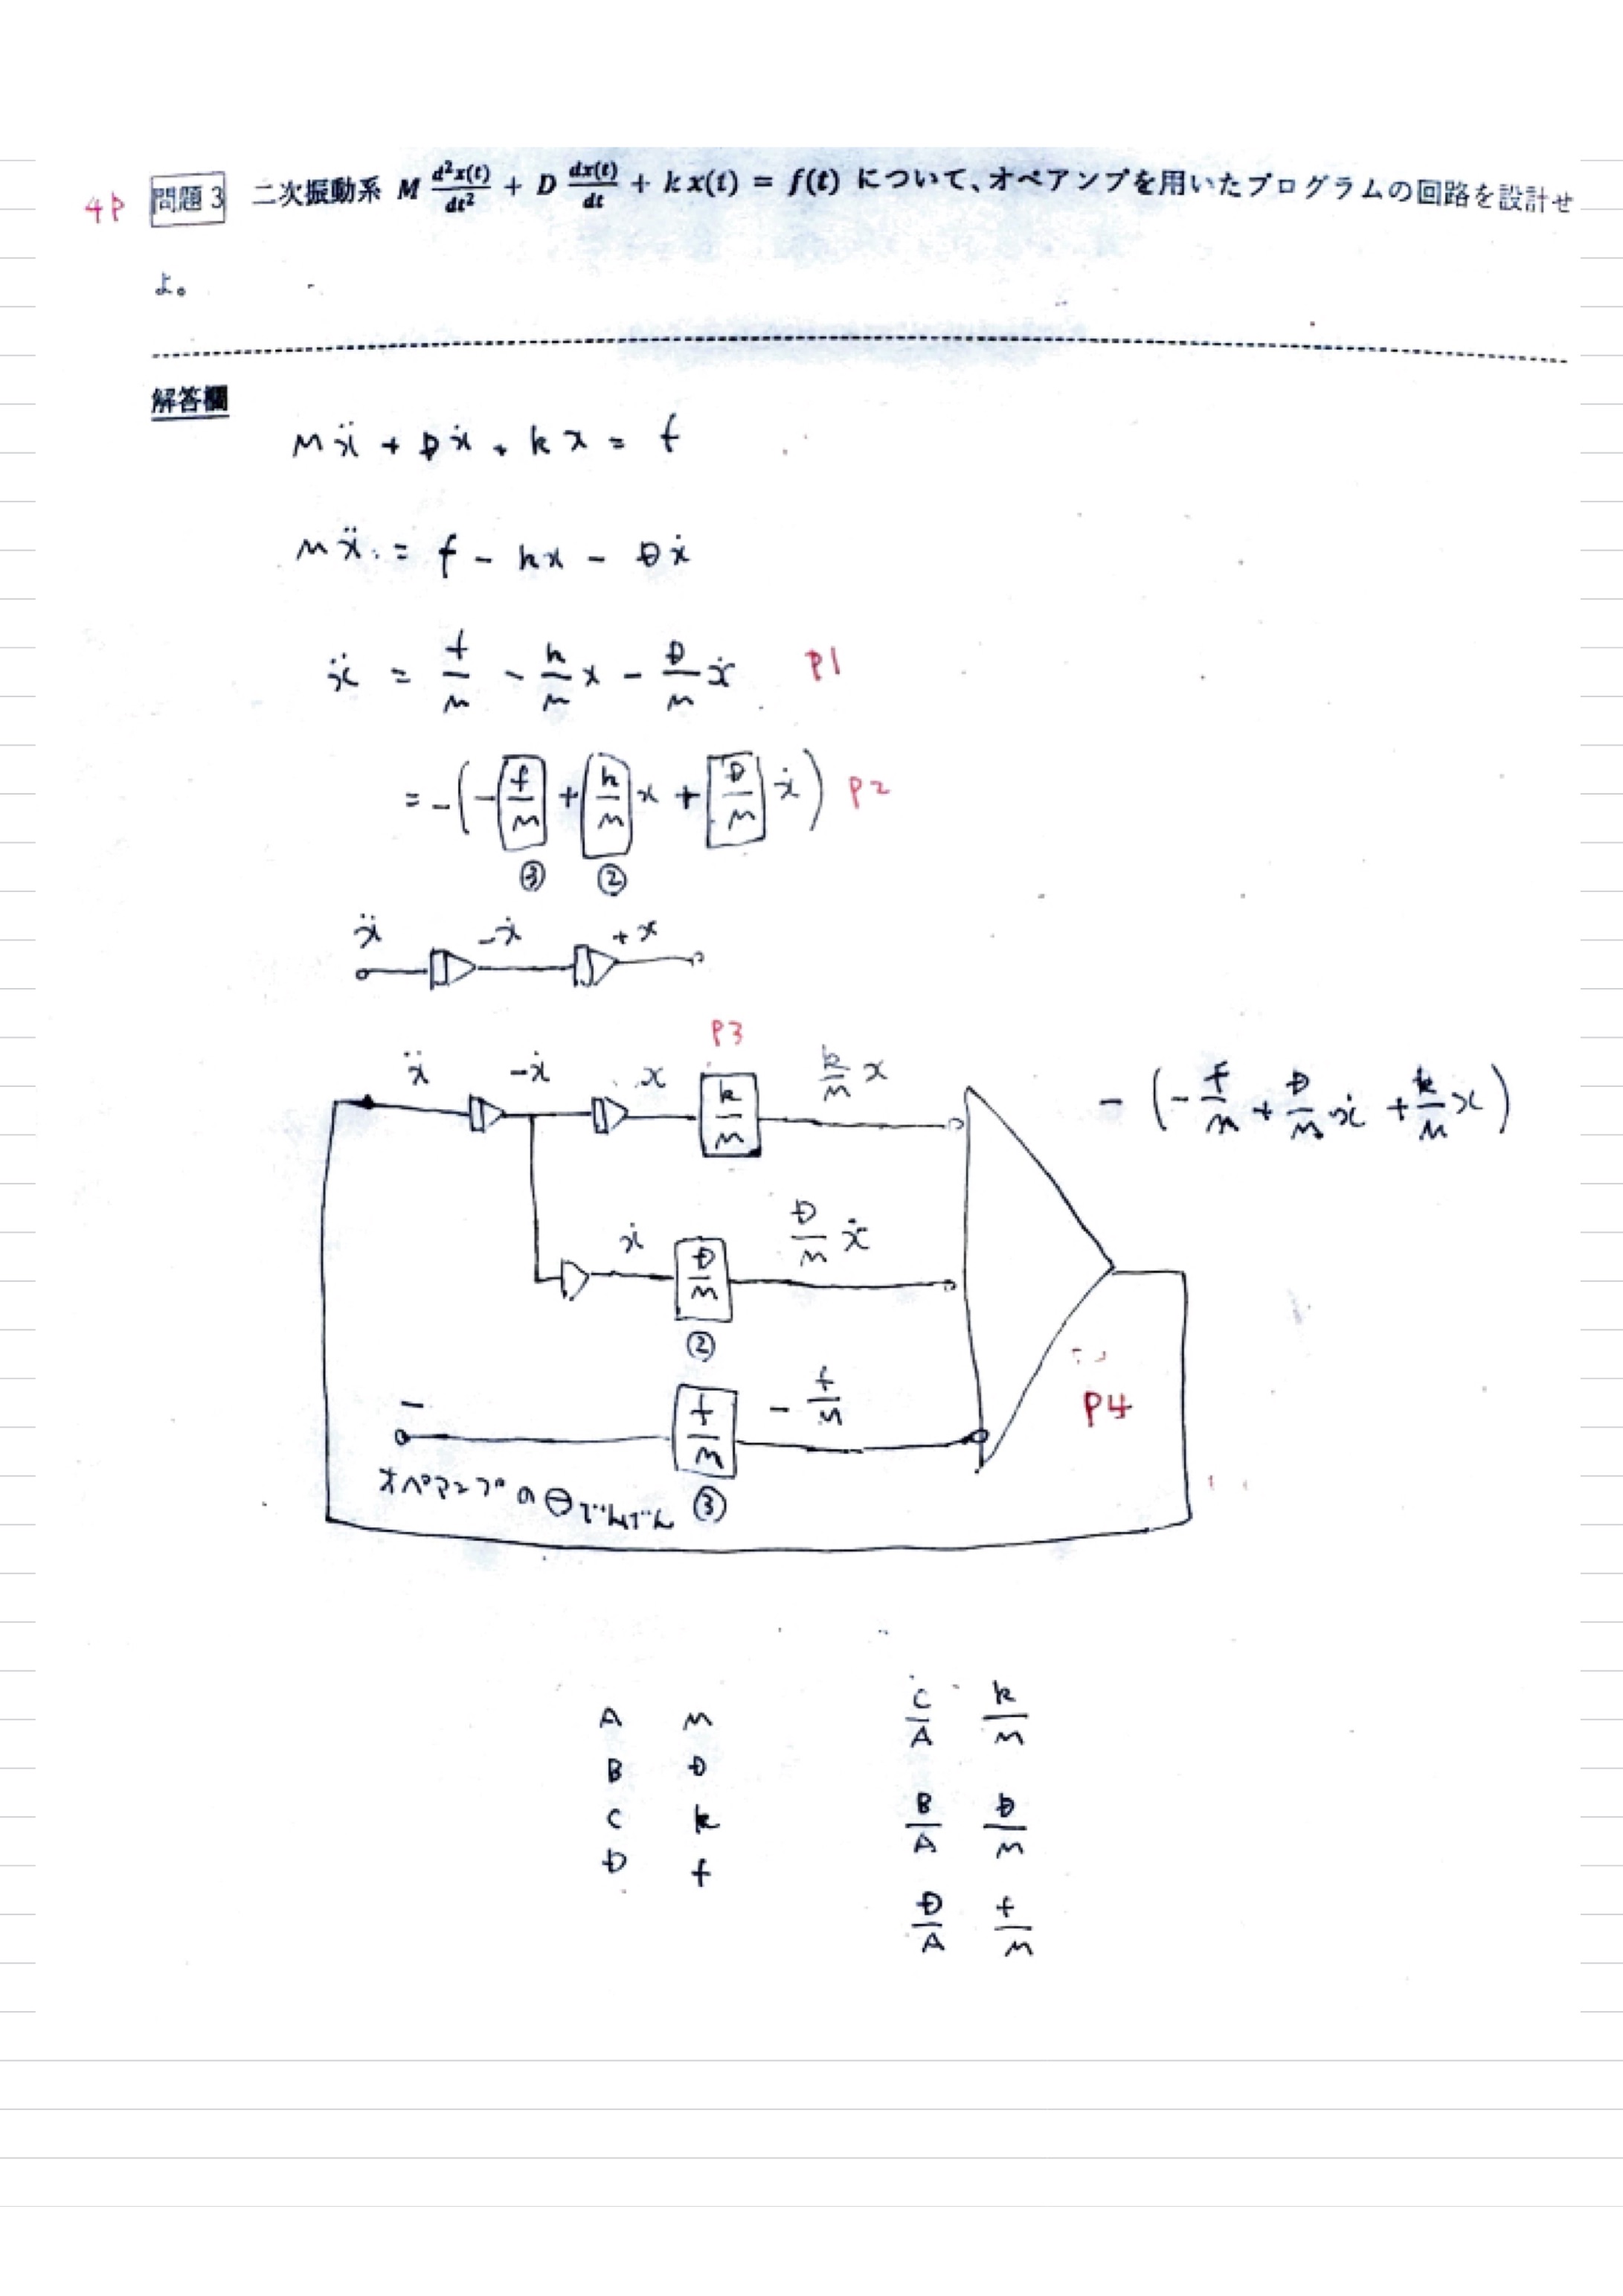 4P 問題3 二次振動系 M d²x(t)/dt² + D dx(t)/dt + k x(t) = f(t) について、オペアンプを用いたプログラムの回路を設計せ
よ。
解答欄
Mẍ + Dẋ + kx = f
Mẍ = f - kx - Dẋ
ẍ = f/M - k/M x - D/M ẋ P1
= -(-f/M + k/M x + D/M ẋ) P2
③ ②
ẍ -ẋ +x
P3
ẍ -ẋ x k/M k/M x -(-f/M + D/M ẋ + k/M x)
ẋ D/M D/M ẋ
②
- f/M - f/M P4
オペアンプの⊖でんげん ③
A M C/A k/M
B D
C k B/A D/M
D f
D/A f/M